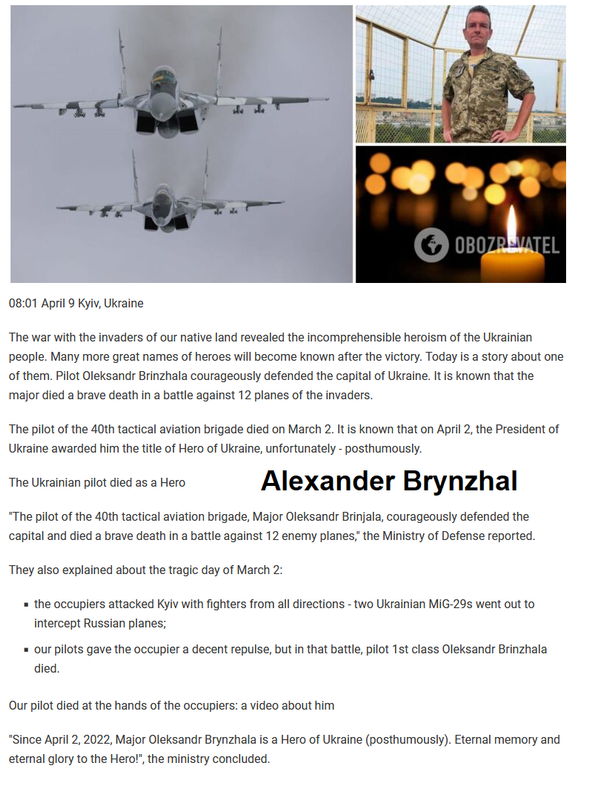 OBOZREVATEL
08:01 April 9 Kyiv, Ukraine
The war with the invaders of our native land revealed the incomprehensible heroism of the Ukrainian
people. Many more great names of heroes will become known after the victory. Today is a story about one
of them. Pilot Oleksandr Brinzhala courageously defended the capital of Ukraine. It is known that the
major died a brave death in a battle against 12 planes of the invaders.
The pilot of the 40th tactical aviation brigade died on March 2. It is known that on April 2, the President of
Ukraine awarded him the title of Hero of Ukraine, unfortunately - posthumously.
The Ukrainian pilot died as a Hero
Alexander Brynzhal
"The pilot of the 40th tactical aviation brigade, Major Oleksandr Brinjala, courageously defended the
capital and died a brave death in a battle against 12 enemy planes," the Ministry of Defense reported.
They also explained about the tragic day of March 2:
▪ the occupiers attacked Kyiv with fighters from all directions - two Ukrainian MiG-29s went out to
intercept Russian planes;
▪ our pilots gave the occupier a decent repulse, but in that battle, pilot 1st class Oleksandr Brinzhala
died.
Our pilot died at the hands of the occupiers: a video about him
"Since April 2, 2022, Major Oleksandr Brynzhala is a Hero of Ukraine (posthumously). Eternal memory and
eternal glory to the Hero!", the ministry concluded.